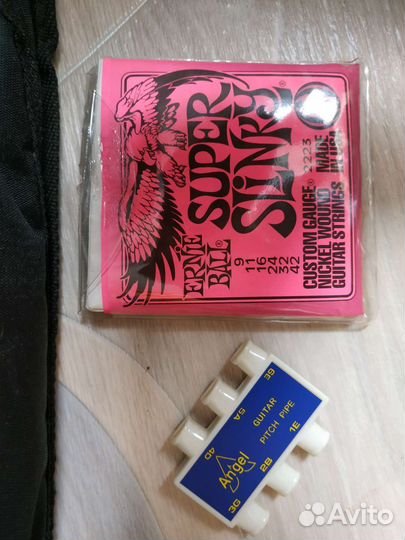 ERNIE
BALL
SUPER
SLINKY®
9
11
16
24
32
42
CUSTOM GAUGE® 2223
NICKEL WOUND MADE
GUITAR STRINGS IN USA
4D 5A 6E
Angel
GUITAR
PITCH PIPE
3G 2B 1E
Avito